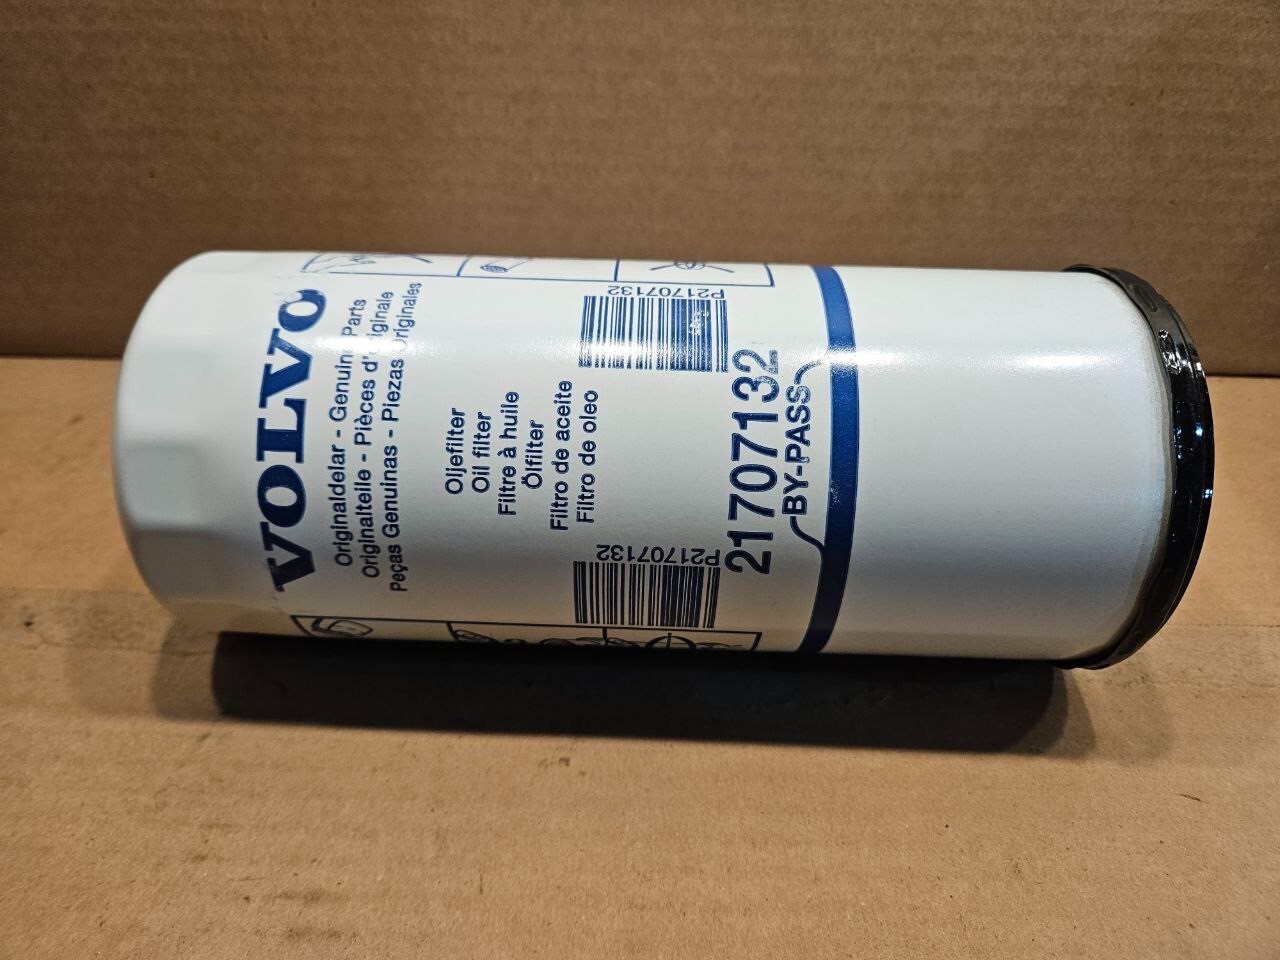 VOLVO
Originaldelar - Genuine Parts
Originalteile - Pièces d'Originale
Peças Genuinas - Piezas Originales
Oljefilter
Oil filter
Filtre à huile
Ölfilter
Filtro de aceite
Filtro de oleo
P21707132
P21707132
21707132
BY-PASS